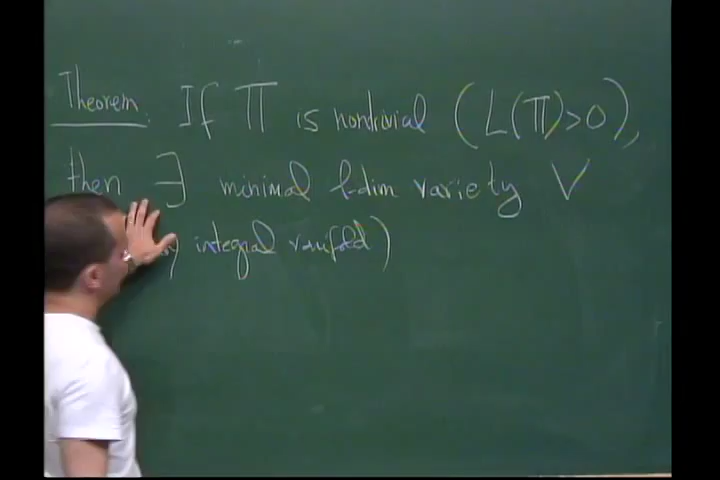 Theorem: If Π is nontrivial (L(Π)>0),
then ∃ minimal k-dim variety V
integral varifold)